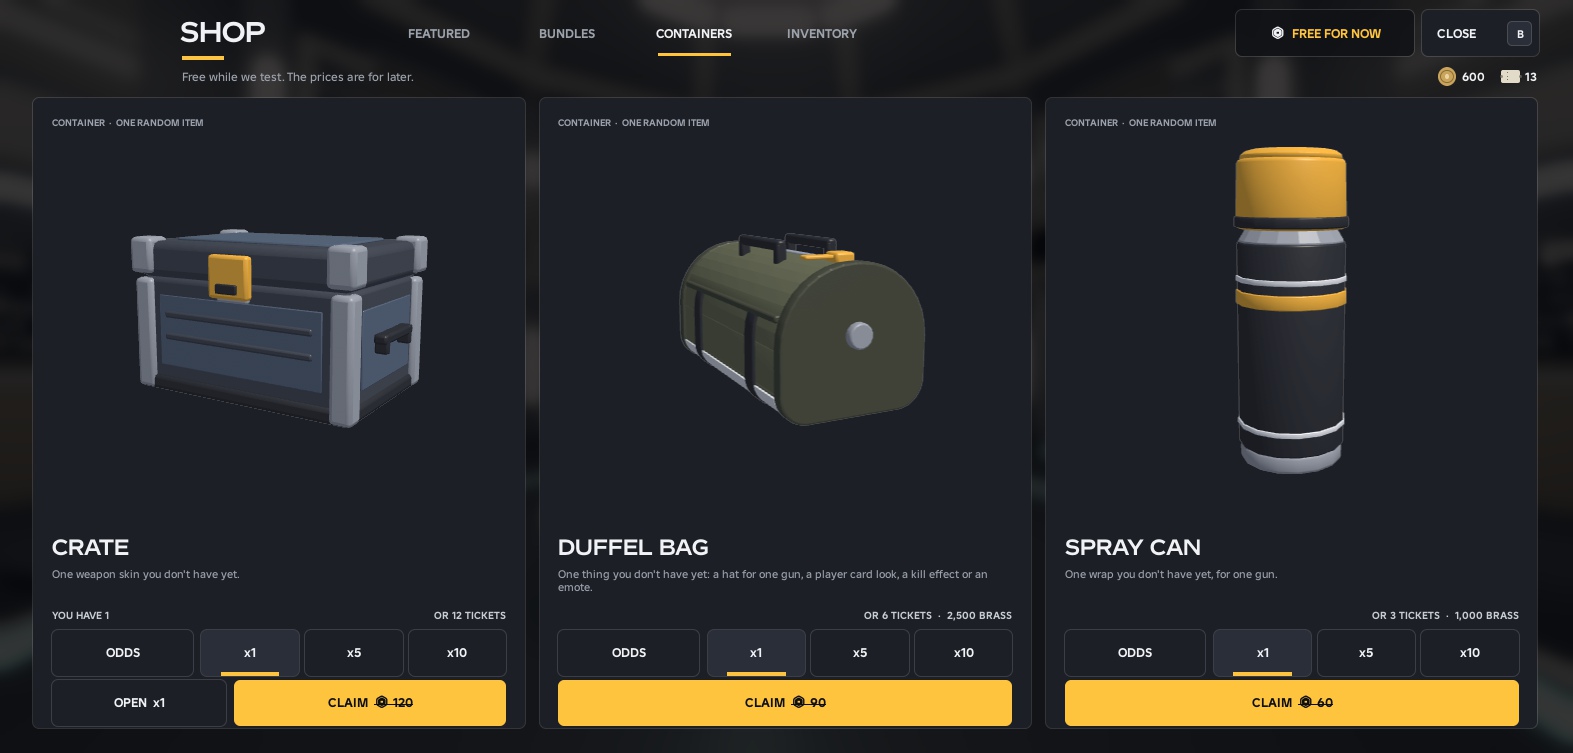 SHOP
FEATURED
BUNDLES
CONTAINERS
INVENTORY
FREE FOR NOW
CLOSE
B
Free while we test. The prices are for later.
600
13
CONTAINER · ONE RANDOM ITEM
CRATE
One weapon skin you don't have yet.
YOU HAVE 1
OR 12 TICKETS
ODDS
x1
x5
x10
OPEN x1
CLAIM 120
CONTAINER · ONE RANDOM ITEM
DUFFEL BAG
One thing you don't have yet: a hat for one gun, a player card look, a kill effect or an
emote.
OR 6 TICKETS · 2,500 BRASS
ODDS
x1
x5
x10
CLAIM 90
CONTAINER · ONE RANDOM ITEM
SPRAY CAN
One wrap you don't have yet, for one gun.
OR 3 TICKETS · 1,000 BRASS
ODDS
x1
x5
x10
CLAIM 60